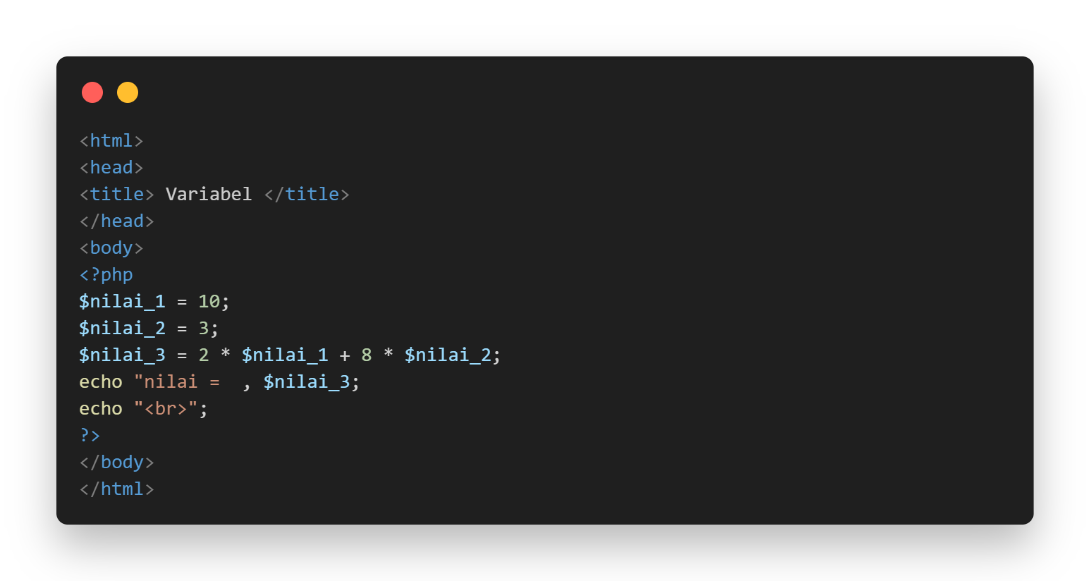 <html>
<head>
<title> Variabel </title>
</head>
<body>
<?php
$nilai_1 = 10;
$nilai_2 = 3;
$nilai_3 = 2 * $nilai_1 + 8 * $nilai_2;
echo "nilai =  , $nilai_3;
echo "<br>";
?>
</body>
</html>